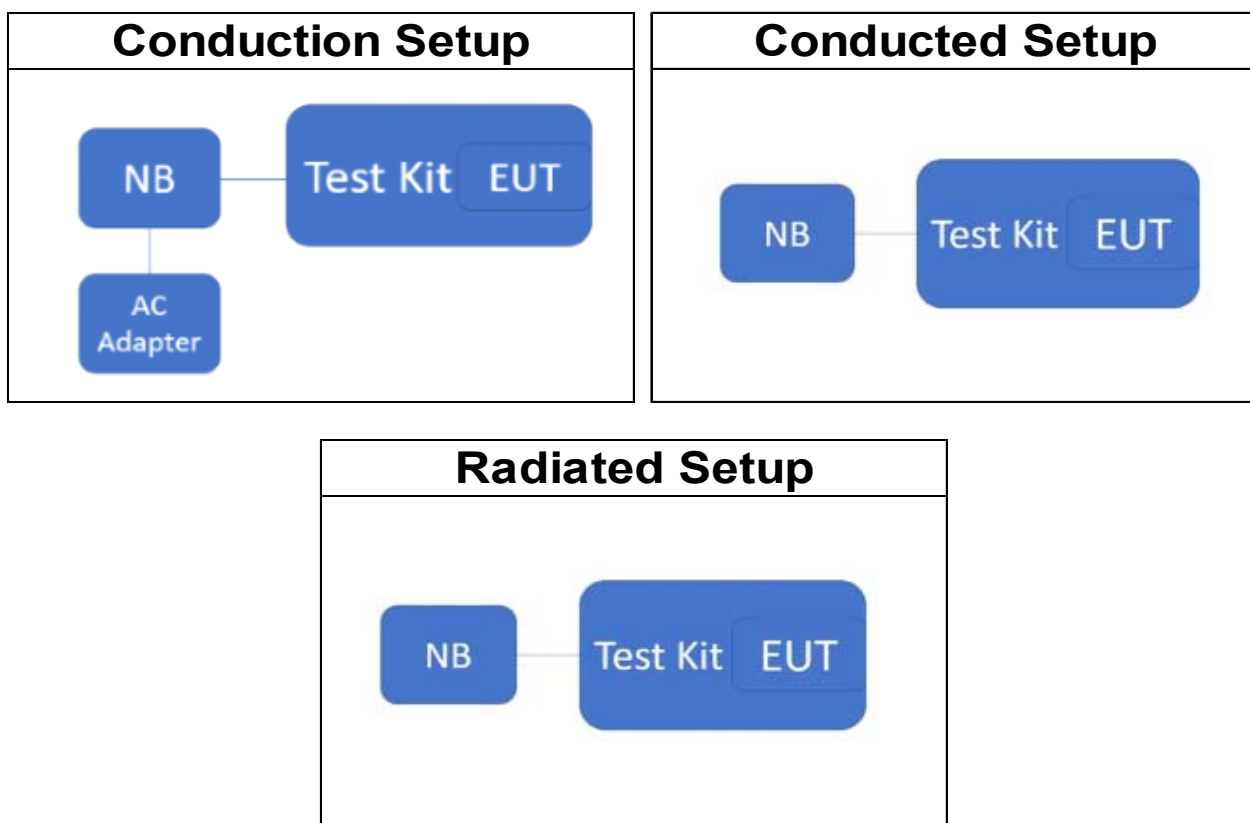 Conduction Setup
NB
Test Kit
EUT
AC
Adapter
Conducted Setup
NB
Test Kit
EUT
Radiated Setup
NB
Test Kit
EUT